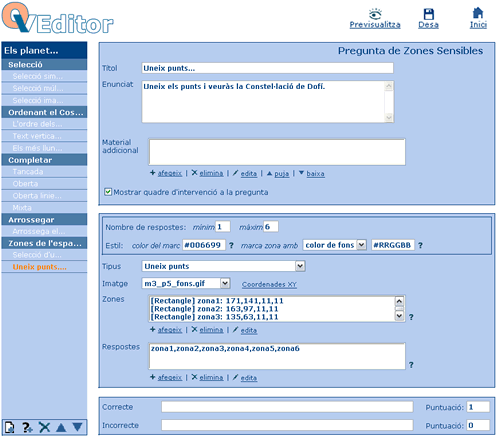 QVEditor
Previsualitza
Desa
Inici
Els planet...
Selecció
Selecció sim...
Selecció múl...
Selecció ima...
Ordenant el Cos...
L'ordre dels...
Text vertica...
Els més llun...
Completar
Tancada
Oberta
Oberta línie...
Mixta
Arrossegar
Arrossega el...
Zones de l'espa...
Selecció d'u...
Uneix punts....
Pregunta de Zones Sensibles
Títol Uneix punts...
Enunciat Uneix els punts i veuràs la Constel·lació de Dofí.
Material
addicional
+ afegeix | X elimina | edita | ▲ puja | ▼ baixa
Mostrar quadre d'intervenció a la pregunta
Nombre de respostes: mínim 1 màxim 6
Estil: color del marc #006699 ? marca zona amb color de fons #RRGGBB ?
Tipus Uneix punts
Imatge m3_p5_fons.gif Coordenades XY
Zones [Rectangle] zona1: 171,141,11,11
[Rectangle] zona2: 163,97,11,11
[Rectangle] zona3: 135,63,11,11
?
+ afegeix | X elimina | edita
Respostes zona1,zona2,zona3,zona4,zona5,zona6
?
+ afegeix | X elimina | edita
Correcte Puntuació: 1
Incorrecte Puntuació: 0